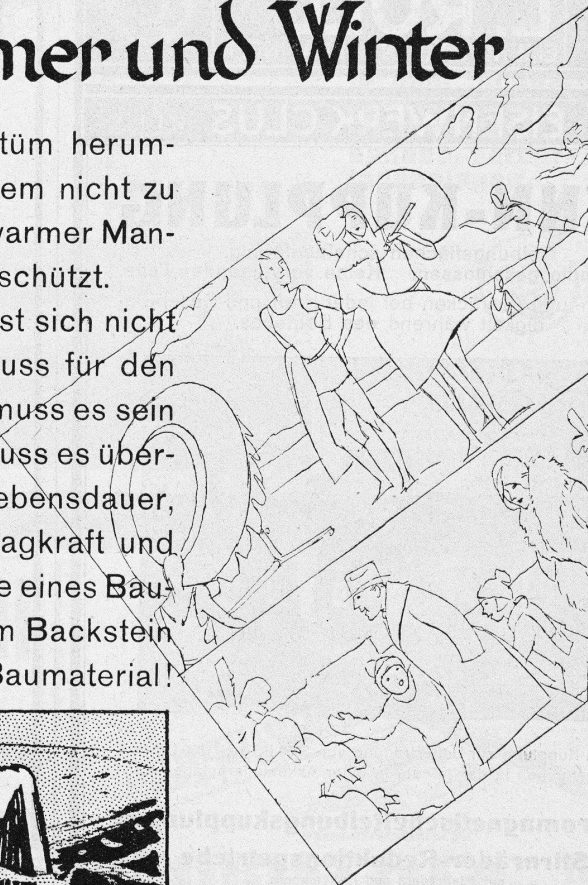 mer und Winter
tüm herum-
em nicht zu
warmer Man-
schützt.
st sich nicht
uss für den
muss es sein
uss es über-
ebensdauer,
agkraft und
e eines Bau-
m Backstein
Baumaterial!